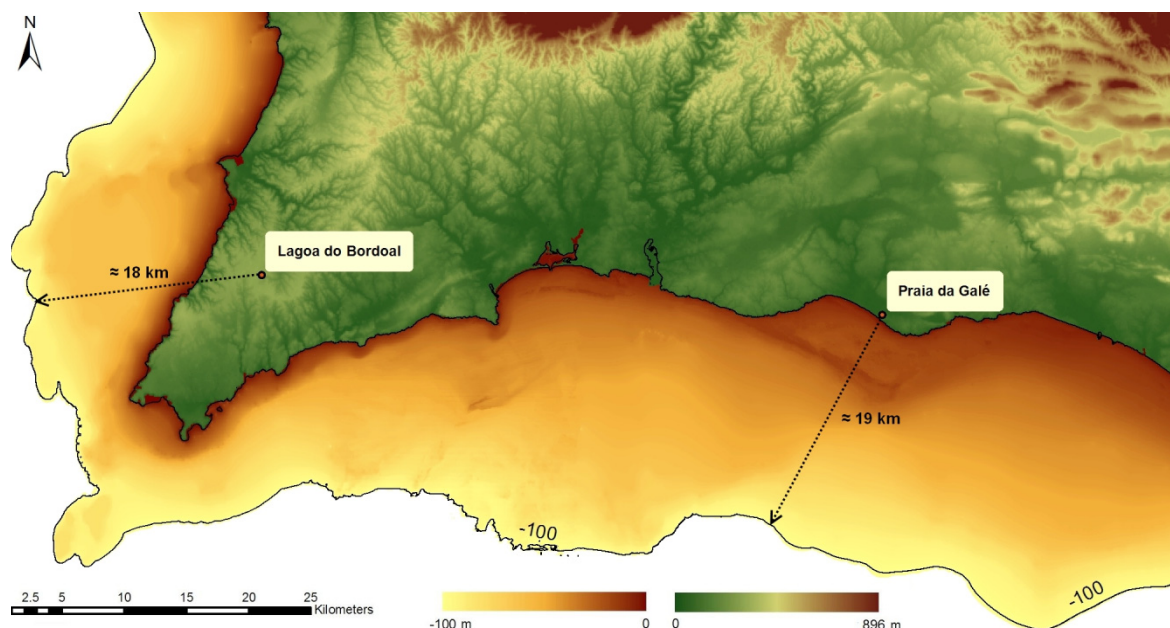 N
Lagoa do Bordoal
≈ 18 km
Praia da Galé
≈ 19 km
-100
-100
2.5 5 10 15 20 25
Kilometers
-100 m 0
0 896 m